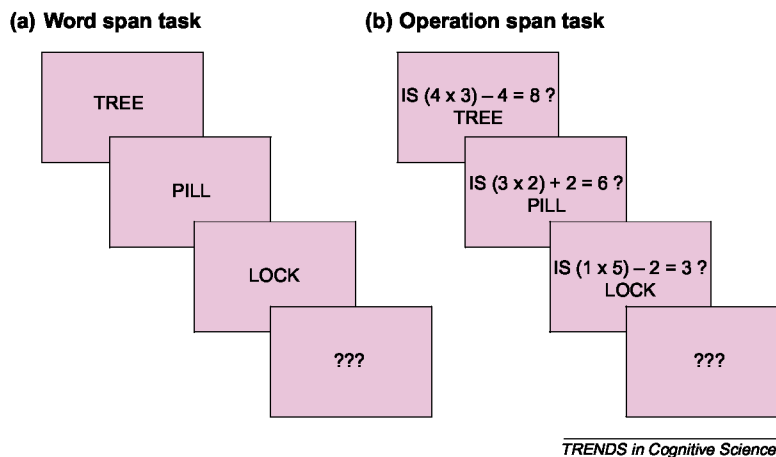 (a) Word span task
TREE
PILL
LOCK
???
(b) Operation span task
IS (4 x 3) – 4 = 8 ?
TREE
IS (3 x 2) + 2 = 6 ?
PILL
IS (1 x 5) – 2 = 3 ?
LOCK
???
TRENDS in Cognitive Science